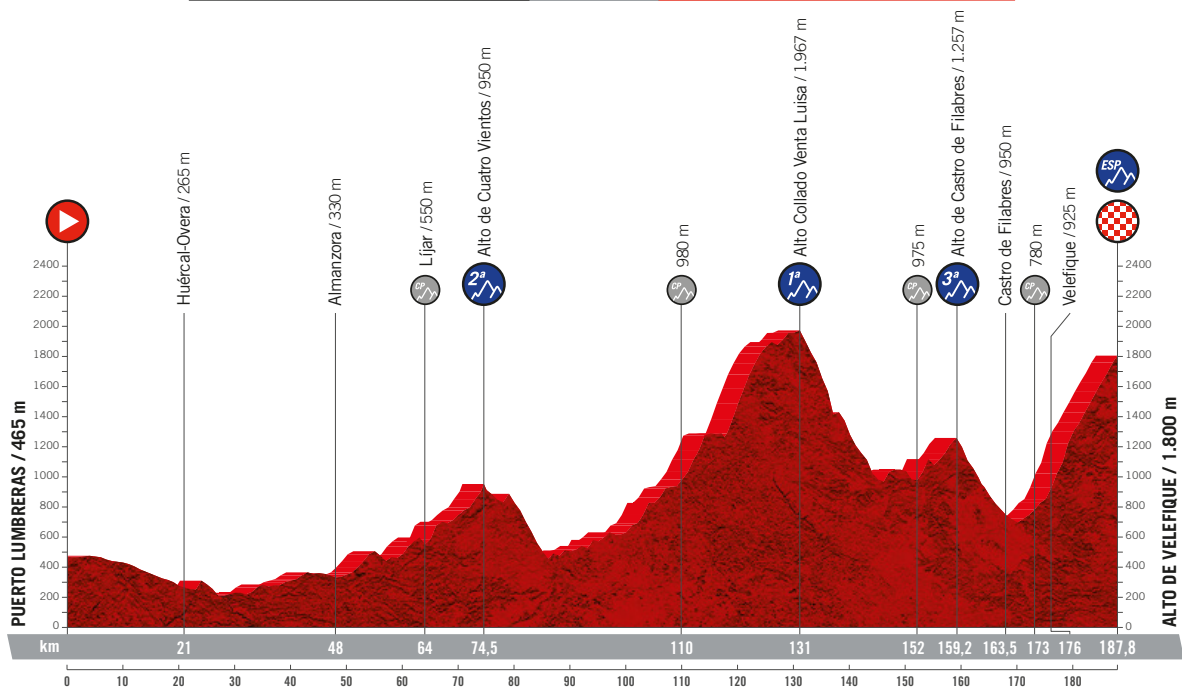 Huércal-Overa / 265 m
Almanzora / 330 m
Líjar / 550 m
Alto de Cuatro Vientos / 950 m
980 m
Alto Collado Venta Luisa / 1.967 m
975 m
Alto de Castro de Filabres / 1.257 m
Castro de Filabres / 950 m
780 m
Velefique / 925 m
ESP.
CP
2ª
CP
1ª
CP
3ª
CP
2400
2200
2000
1800
1600
1400
1200
1000
800
600
400
200
0
2400
2200
2000
1800
1600
1400
1200
1000
800
600
400
200
0
PUERTO LUMBRERAS / 465 m
ALTO DE VELEFIQUE / 1.800 m
km 21 48 64 74,5 110 131 152 159,2 163,5 173 176 187,8
0 10 20 30 40 50 60 70 80 90 100 110 120 130 140 150 160 170 180